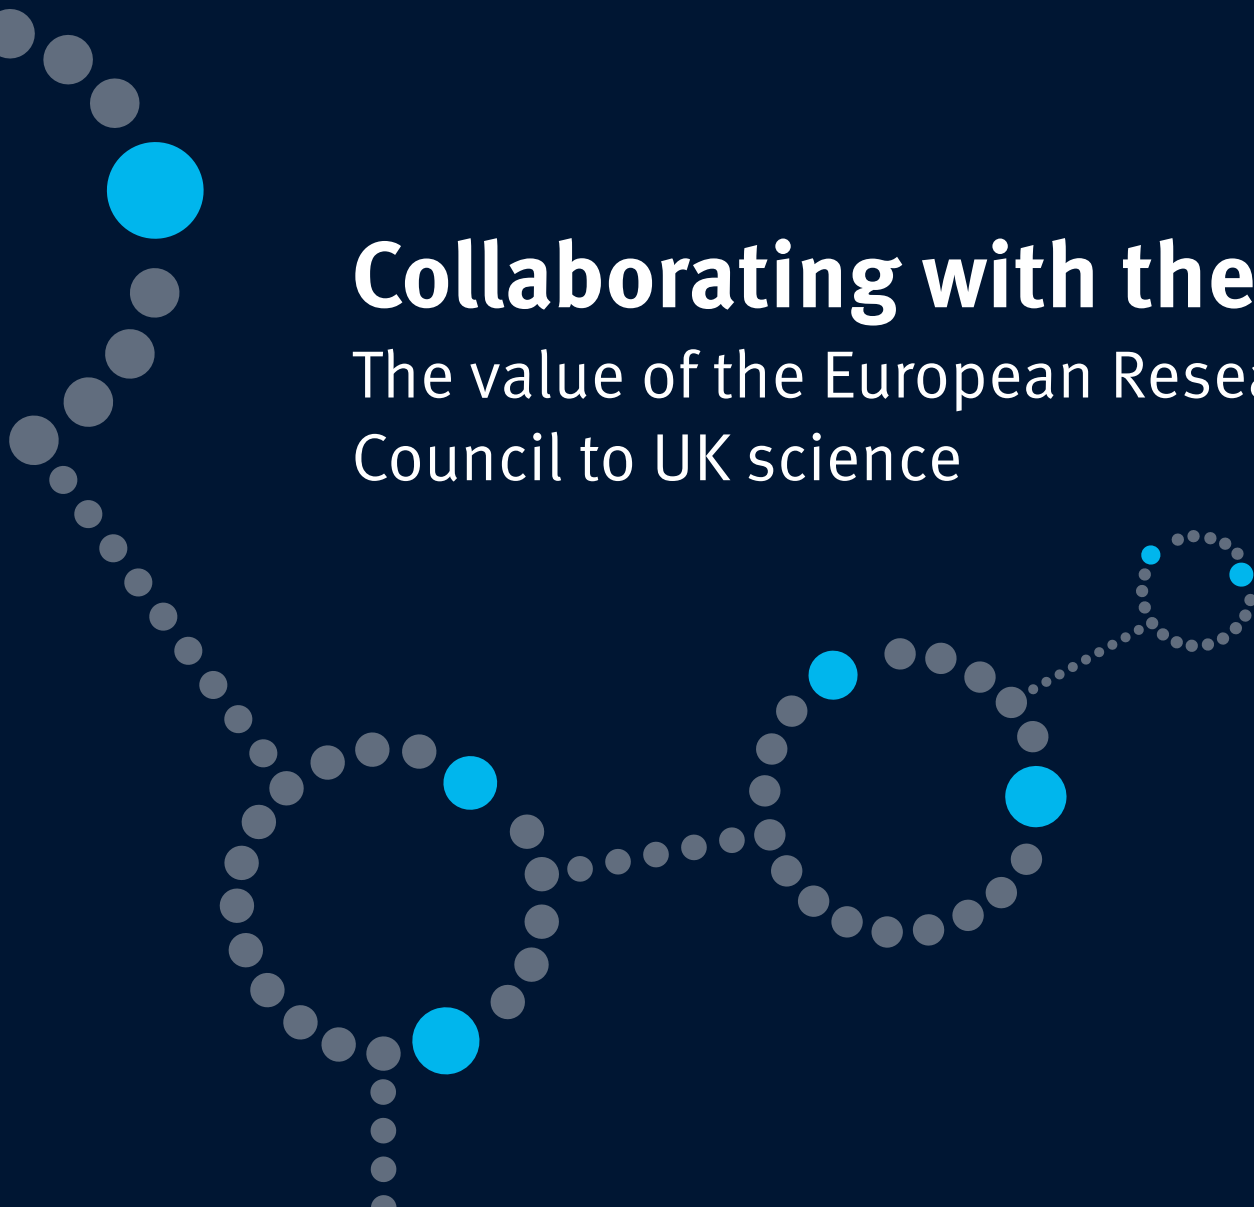 Collaborating with the
The value of the European
Council to UK science